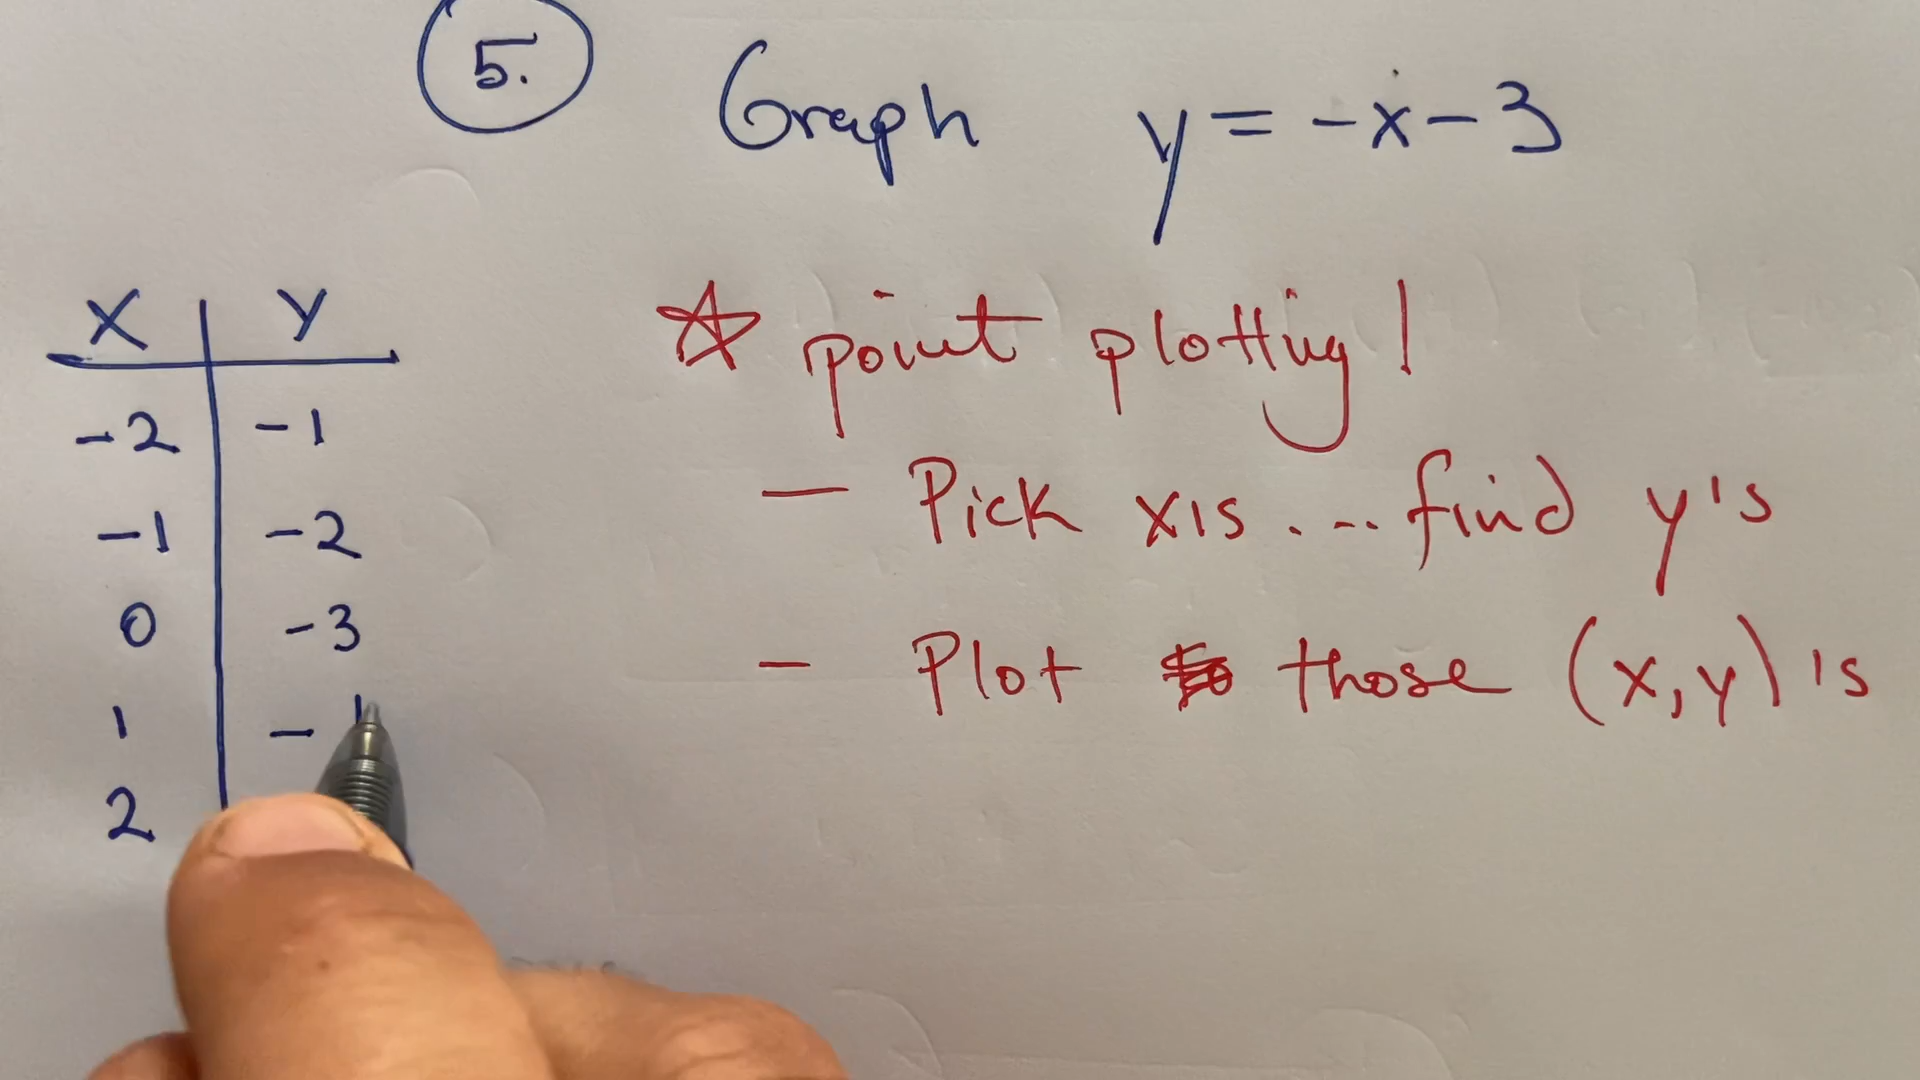 5. Graph y = -x - 3
x y
-2 -1
-1 -2
0 -3
1 -
2
☆ point plotting!
— Pick x's ... find y's
- Plot those (x, y)'s